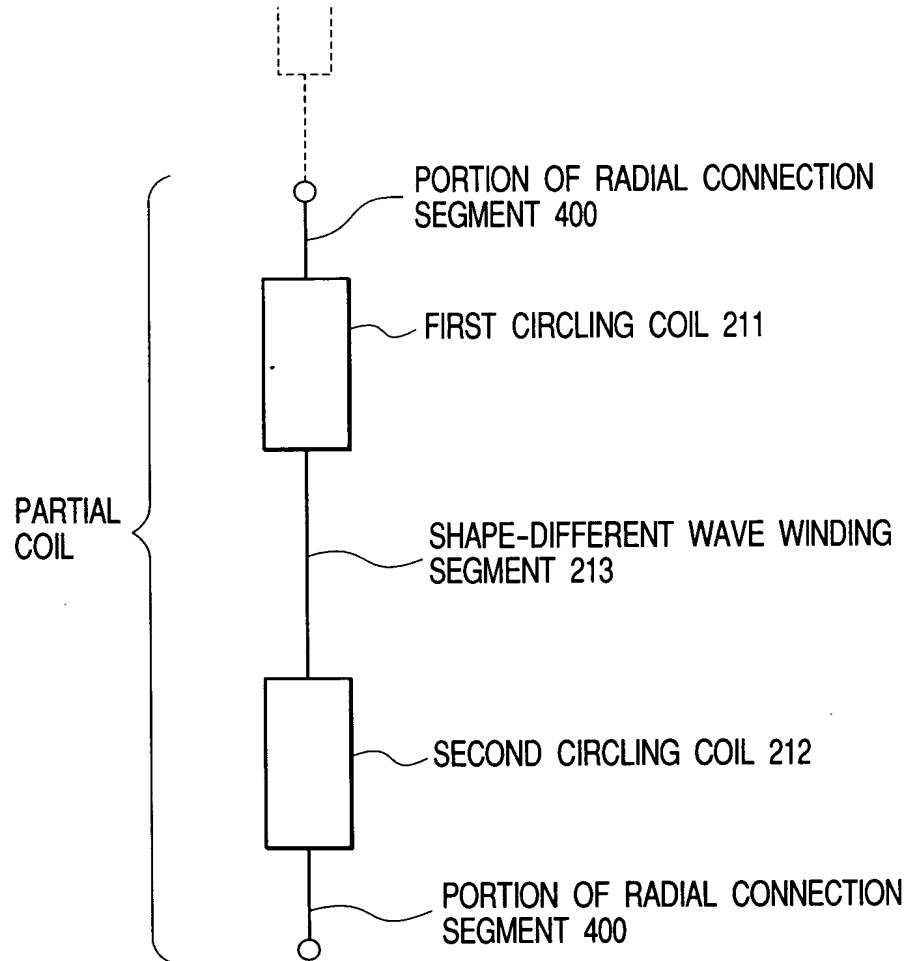 PORTION OF RADIAL CONNECTION
SEGMENT 400
FIRST CIRCLING COIL 211
PARTIAL
COIL
SHAPE-DIFFERENT WAVE WINDING
SEGMENT 213
SECOND CIRCLING COIL 212
PORTION OF RADIAL CONNECTION
SEGMENT 400